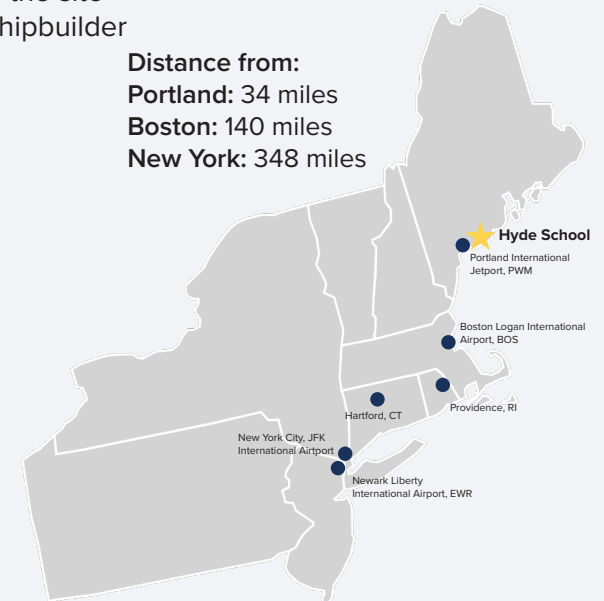 the site
hipbuilder
Distance from:
Portland: 34 miles
Boston: 140 miles
New York: 348 miles
Hyde School
Portland International
Jetport, PWM
Boston Logan International
Airport, BOS
Providence, RI
Hartford, CT
New York City, JFK
International Airtport
Newark Liberty
International Airport, EWR